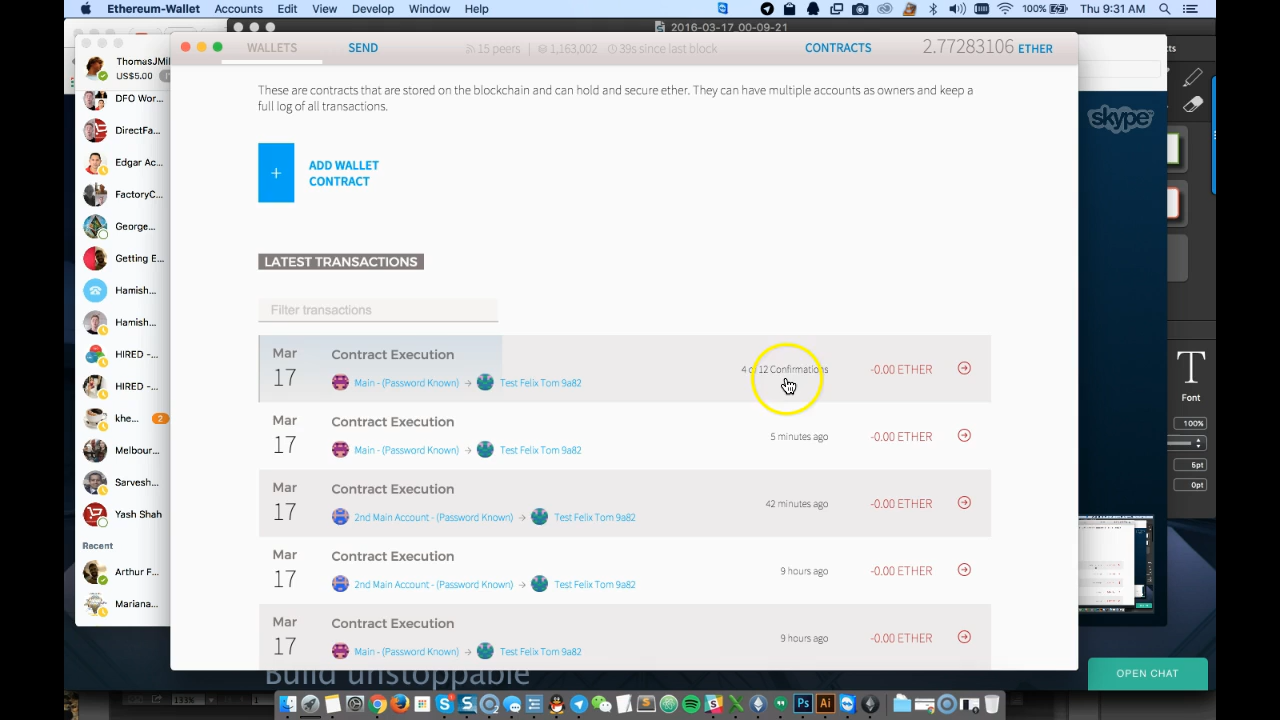 Ethereum-Wallet Accounts Edit View Develop Window Help
100% Thu 9:31 AM
2016-03-17_00-09-21
WALLETS SEND 15 peers 1,163,002 39s since last block CONTRACTS 2.77283106 ETHER
US$5.00
DFO Wor...
DirectFa...
Edgar Ac...
FactoryC...
George...
Getting E...
Hamish...
Hamish...
HIRED -...
HIRED -...
khe... 2
Melbour...
Sarvesh...
Yash Shah
Recent
Arthur F...
Mariana...
These are contracts that are stored on the blockchain and can hold and secure ether. They can have multiple accounts as owners and keep a
full log of all transactions.
+ ADD WALLET
CONTRACT
LATEST TRANSACTIONS
Filter transactions
Mar
17
Contract Execution
Main - (Password Known) → Test Felix Tom 9a82
4 of 12 Confirmations
-0.00 ETHER
Mar
17
Contract Execution
Main - (Password Known) → Test Felix Tom 9a82
5 minutes ago
-0.00 ETHER
Mar
17
Contract Execution
2nd Main Account - (Password Known) → Test Felix Tom 9a82
42 minutes ago
-0.00 ETHER
Mar
17
Contract Execution
2nd Main Account - (Password Known) → Test Felix Tom 9a82
9 hours ago
-0.00 ETHER
Mar
17
Contract Execution
Main - (Password Known) → Test Felix Tom 9a82
9 hours ago
-0.00 ETHER
skype
T
Font
100%
5pt
0pt
OPEN CHAT
133%